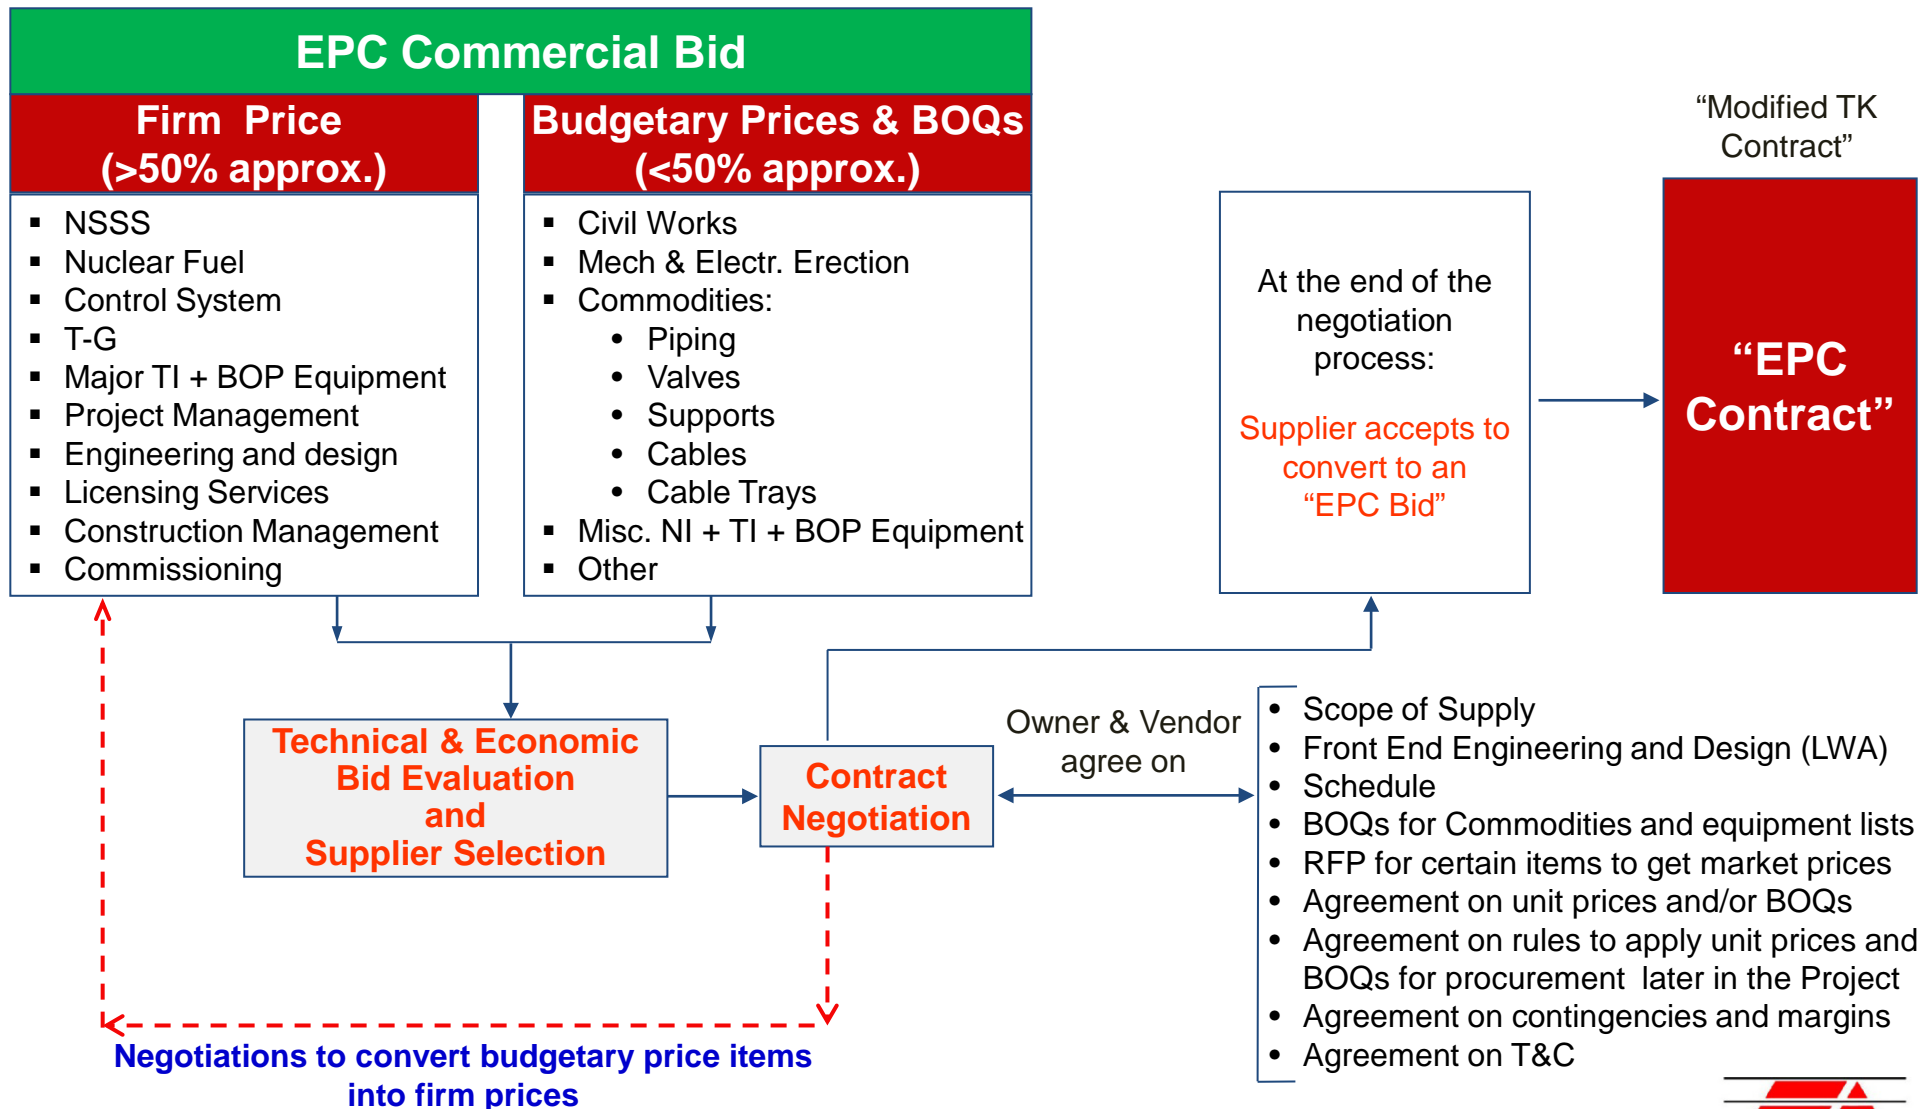 EPC Commercial Bid
Firm Price
(>50% approx.)
▪ NSSS
▪ Nuclear Fuel
▪ Control System
▪ T-G
▪ Major TI + BOP Equipment
▪ Project Management
▪ Engineering and design
▪ Licensing Services
▪ Construction Management
▪ Commissioning
Budgetary Prices & BOQs
(<50% approx.)
▪ Civil Works
▪ Mech & Electr. Erection
▪ Commodities:
• Piping
• Valves
• Supports
• Cables
• Cable Trays
▪ Misc. NI + TI + BOP Equipment
▪ Other
At the end of the
negotiation
process:
Supplier accepts to
convert to an
“EPC Bid”
“Modified TK
Contract”
“EPC
Contract”
Technical & Economic
Bid Evaluation
and
Supplier Selection
Contract
Negotiation
Owner & Vendor
agree on
• Scope of Supply
• Front End Engineering and Design (LWA)
• Schedule
• BOQs for Commodities and equipment lists
• RFP for certain items to get market prices
• Agreement on unit prices and/or BOQs
• Agreement on rules to apply unit prices and
BOQs for procurement later in the Project
• Agreement on contingencies and margins
• Agreement on T&C
Negotiations to convert budgetary price items
into firm prices